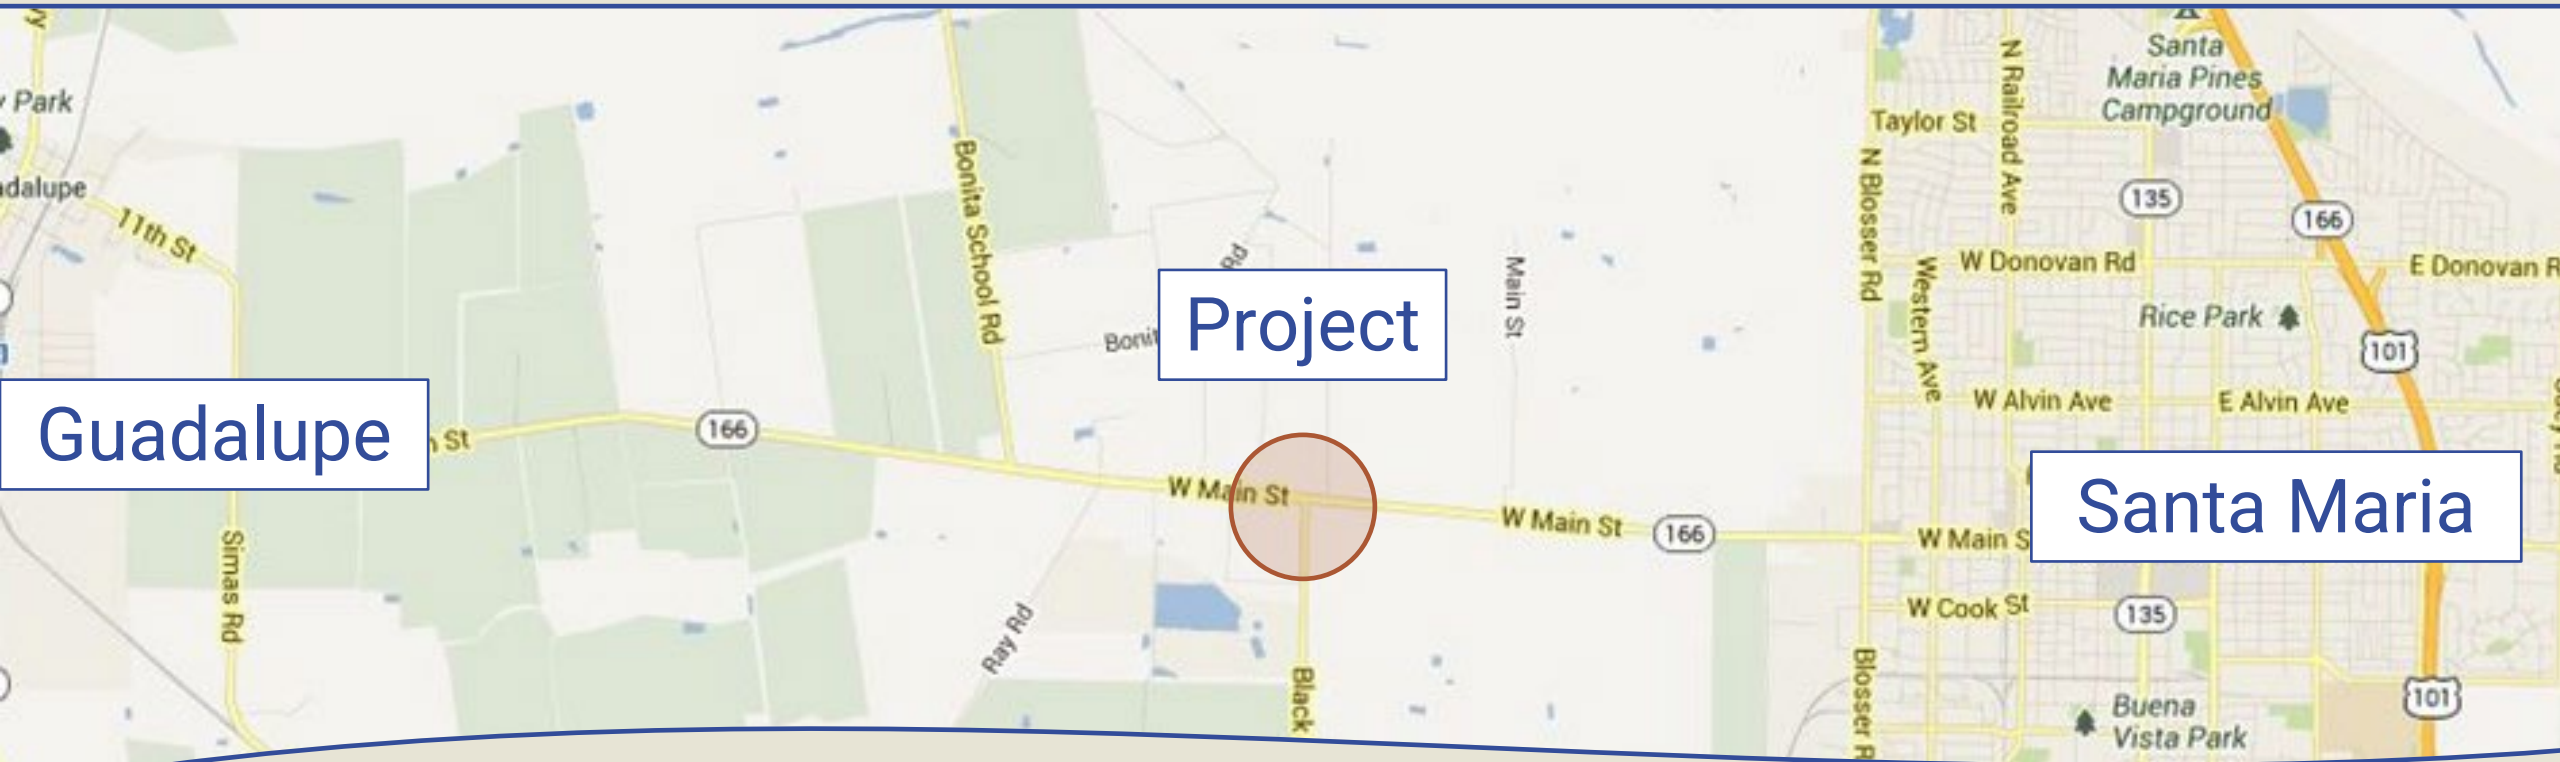 Park
11th St
Guadalupe
St
166
Simas Rd
Bonita School Rd
Rd
Project
Main St
W Main St
W Main St
166
Ray Rd
Black
Santa
Maria Pines
Campground
Taylor St
N Railroad Ave
N Blosser Rd
135
166
W Donovan Rd
E Donovan R
Western Ave
Rice Park
101
W Alvin Ave
E Alvin Ave
Santa Maria
W Main S
W Cook St
135
Blosser R
101
Buena
Vista Park